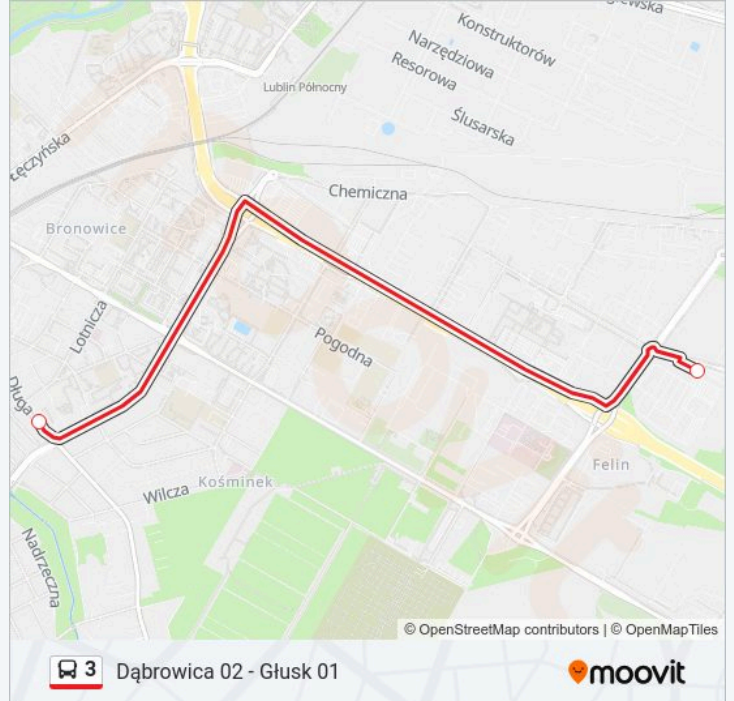 Konstruktorów
Narzędziowa
Resorowa
Lublin Północny
Ślusarska
Łęczyńska
Chemiczna
Bronowice
Lotnicza
Pogodna
Długa
Felin
Kośminek
Wilcza
Nadrzeczna
© OpenStreetMap contributors | © OpenMapTiles
3 Dąbrowica 02 - Głusk 01
moovit